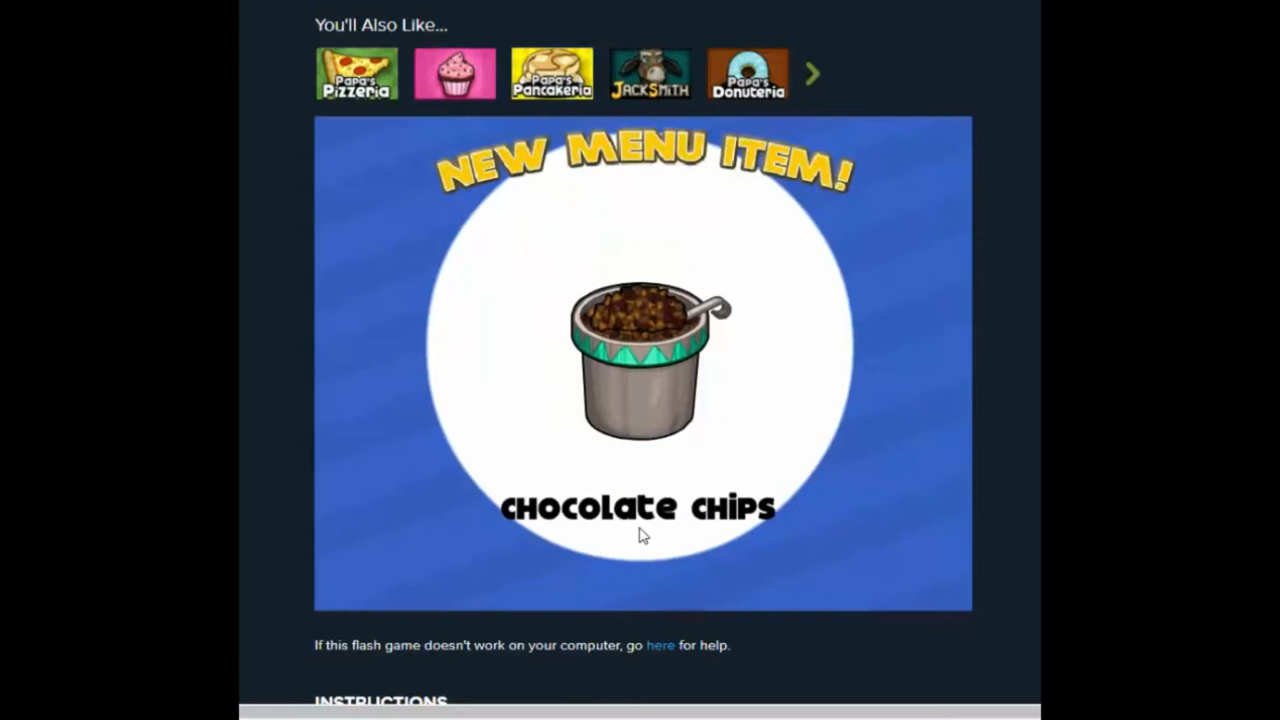 You'll Also Like...
PAPA'S PIZZERIA
PAPA'S PANCAKERIA
JACKSMITH
PAPA'S DONUTERIA
NEW MENU ITEM!
CHOCOLATE CHIPS
If this flash game doesn't work on your computer, go here for help.
INSTRUCTIONS